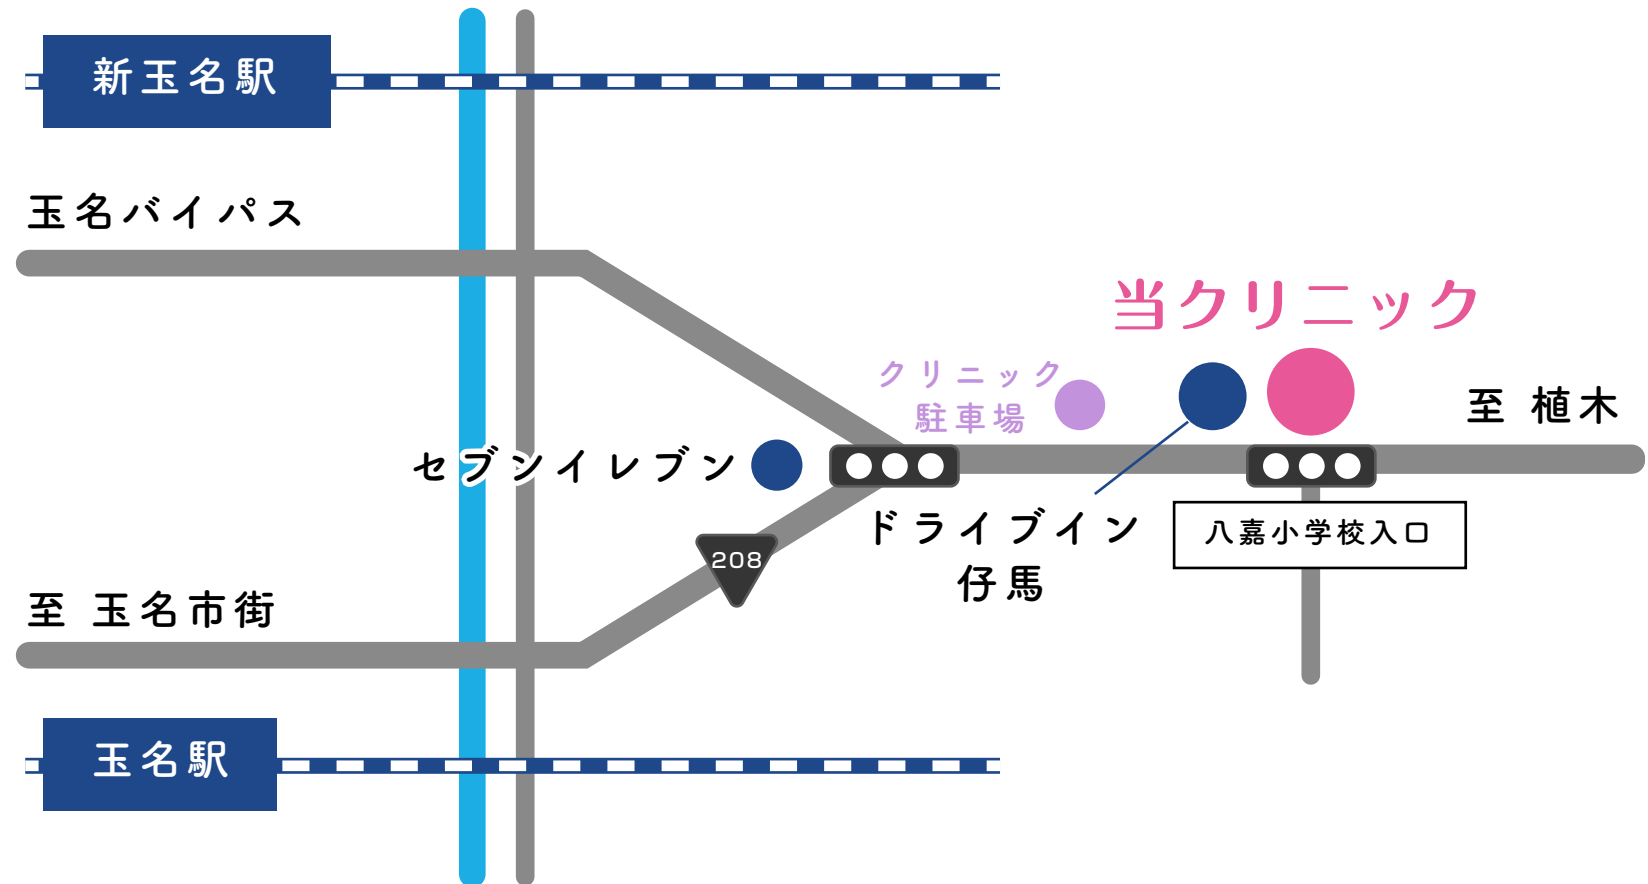 新玉名駅
玉名バイパス
当クリニック
クリニック
駐車場
至 植木
セブンイレブン
ドライブイン
仔馬
八嘉小学校入口
208
至 玉名市街
玉名駅